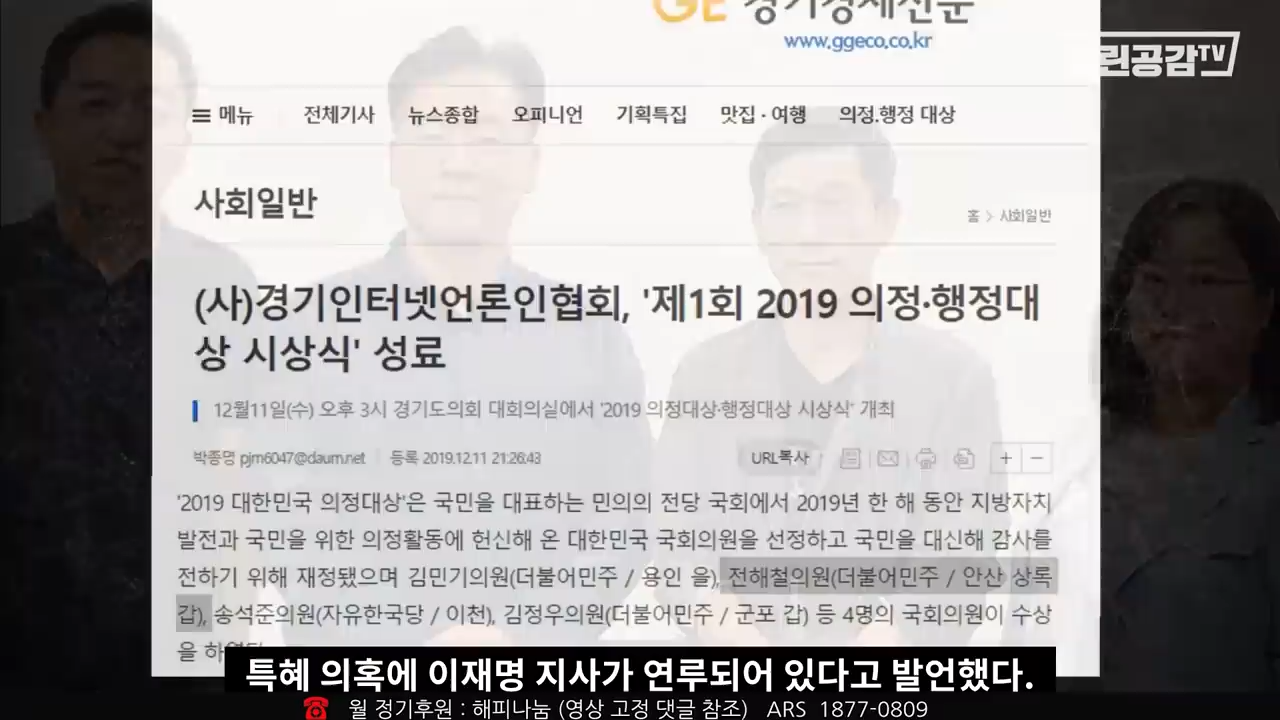 GE 경기경제신문
www.ggeco.co.kr
린공감TV
메뉴 전체기사 뉴스종합 오피니언 기획특집 맛집·여행 의정.행정 대상
사회일반
홈 > 사회일반
(사)경기인터넷언론인협회, '제1회 2019 의정·행정대
상 시상식' 성료
12월11일(수) 오후 3시 경기도의회 대회의실에서 '2019 의정대상·행정대상 시상식' 개최
박종명 pjm6047@daum.net 등록 2019.12.11 21:26:43
URL복사
'2019 대한민국 의정대상'은 국민을 대표하는 민의의 전당 국회에서 2019년 한 해 동안 지방자치
발전과 국민을 위한 의정활동에 헌신해 온 대한민국 국회의원을 선정하고 국민을 대신해 감사를
전하기 위해 재정됐으며 김민기의원(더불어민주 / 용인 을), 전해철의원(더불어민주 / 안산 상록
갑), 송석준의원(자유한국당 / 이천), 김정우의원(더불어민주 / 군포 갑) 등 4명의 국회의원이 수상
을
특혜 의혹에 이재명 지사가 연루되어 있다고 발언했다.
월 정기후원 : 해피나눔 (영상 고정 댓글 참조) ARS 1877-0809